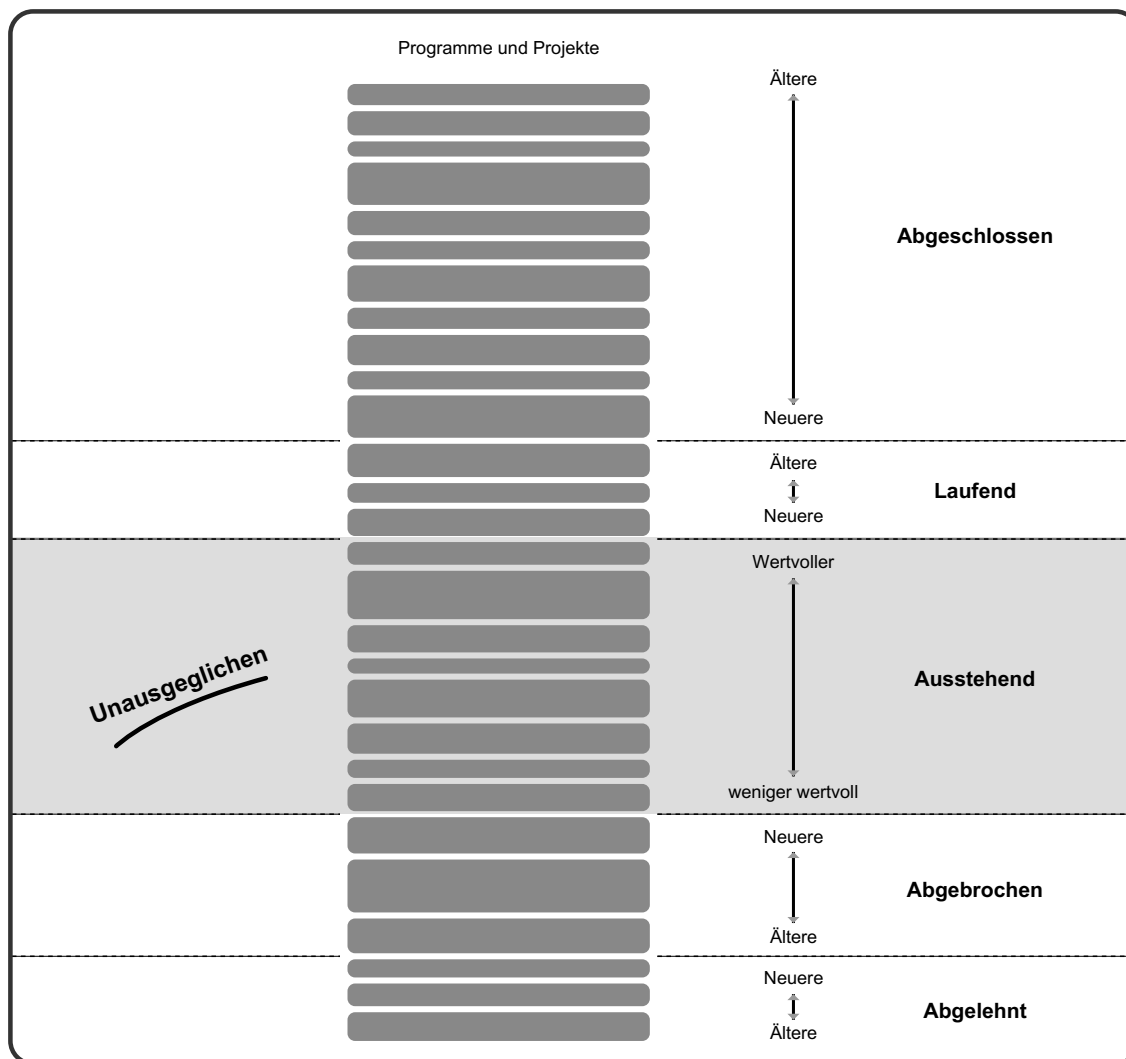 Programme und Projekte
Ältere
Abgeschlossen
Neuere
Ältere
Laufend
Neuere
Wertvoller
Unausgeglichen
Ausstehend
weniger wertvoll
Neuere
Abgebrochen
Ältere
Neuere
Abgelehnt
Ältere